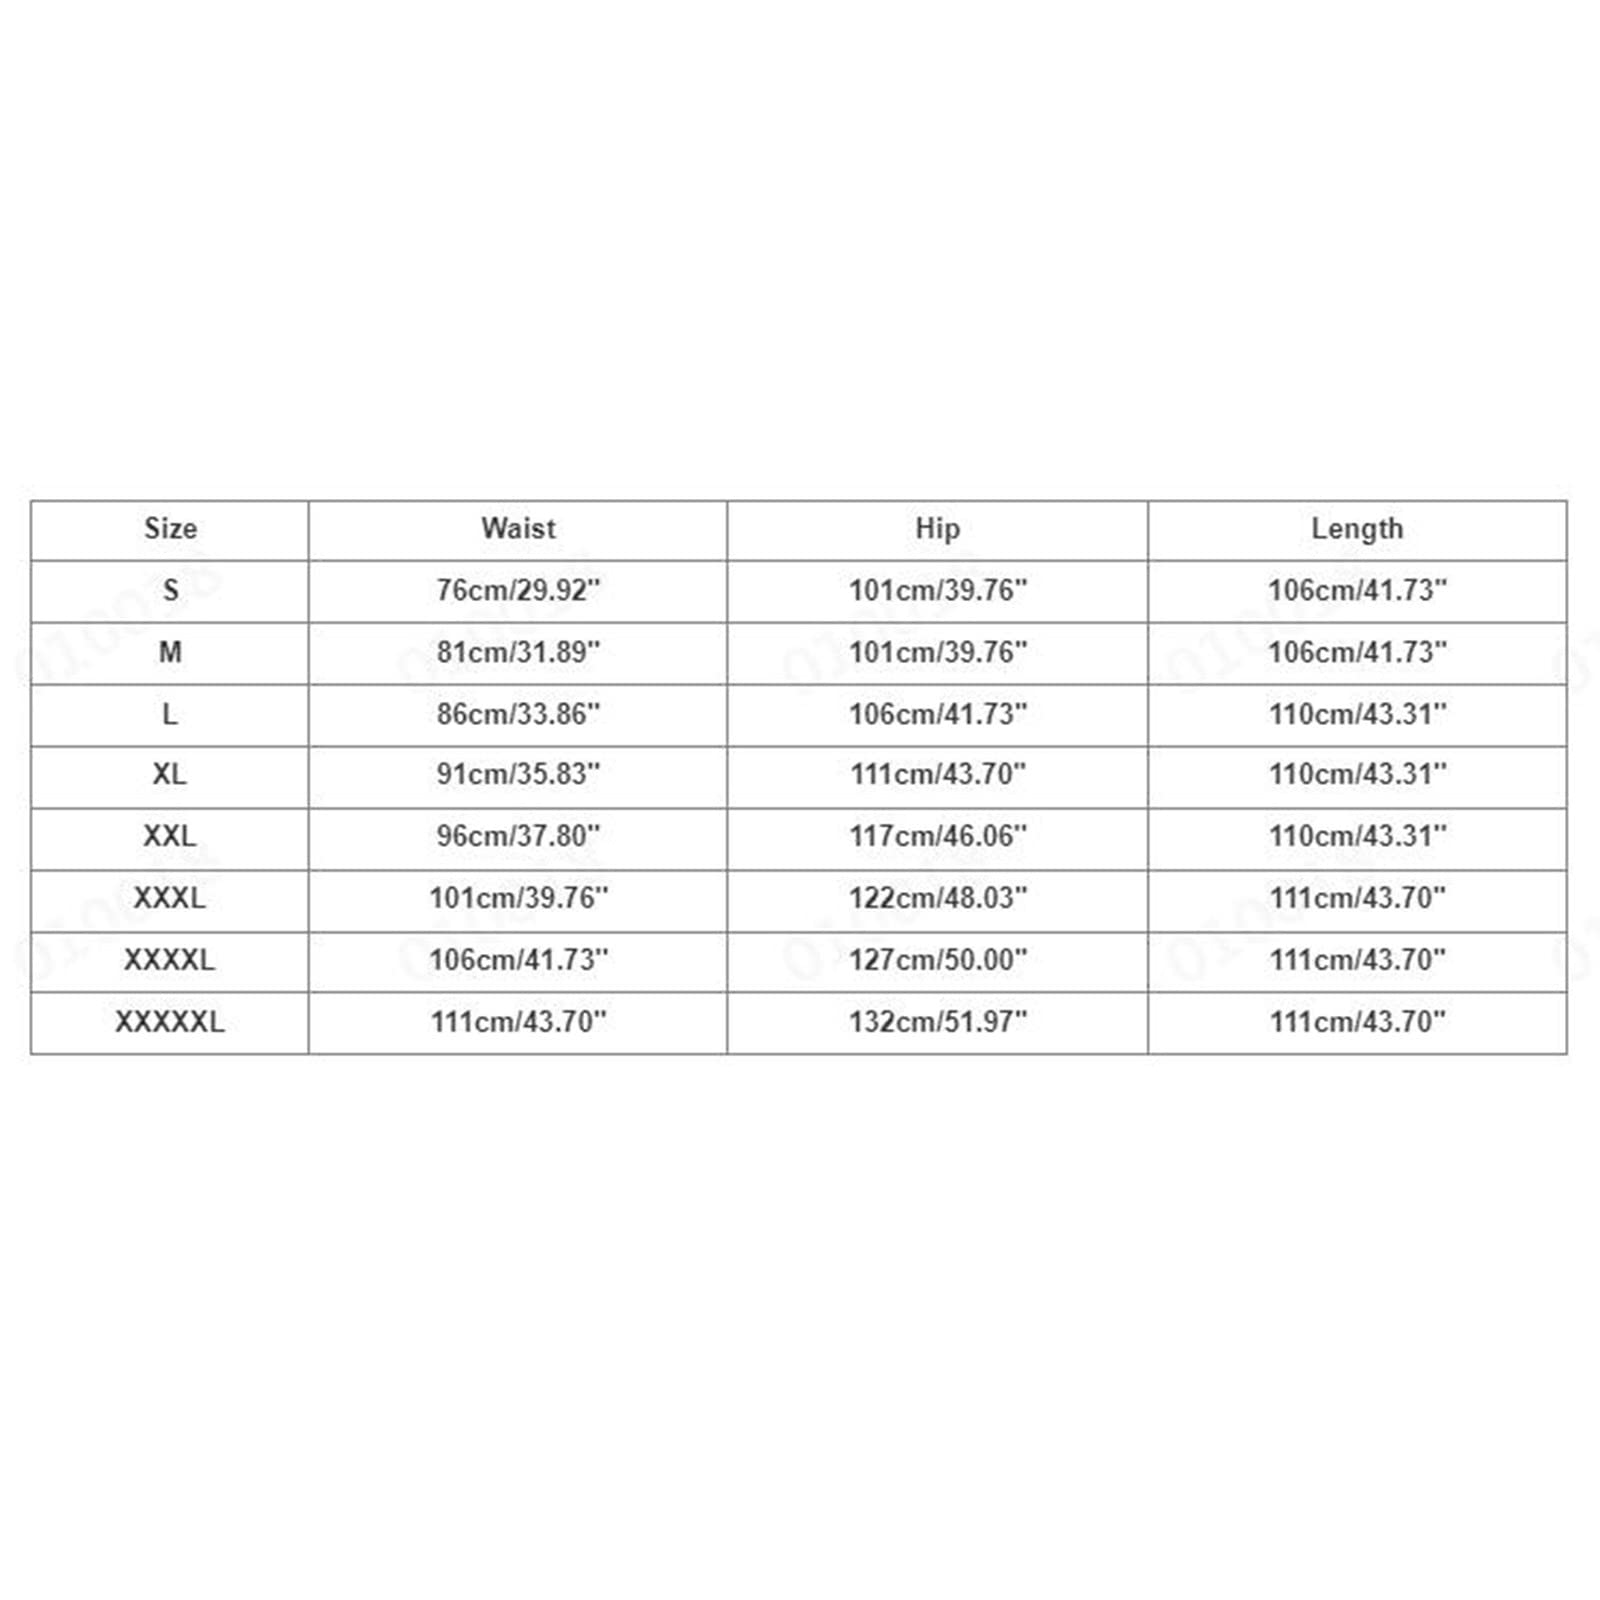 Size Waist Hip Length
S 76cm/29.92" 101cm/39.76" 106cm/41.73"
M 81cm/31.89" 101cm/39.76" 106cm/41.73"
L 86cm/33.86" 106cm/41.73" 110cm/43.31"
XL 91cm/35.83" 111cm/43.70" 110cm/43.31"
XXL 96cm/37.80" 117cm/46.06" 110cm/43.31"
XXXL 101cm/39.76" 122cm/48.03" 111cm/43.70"
XXXXL 106cm/41.73" 127cm/50.00" 111cm/43.70"
XXXXXL 111cm/43.70" 132cm/51.97" 111cm/43.70"